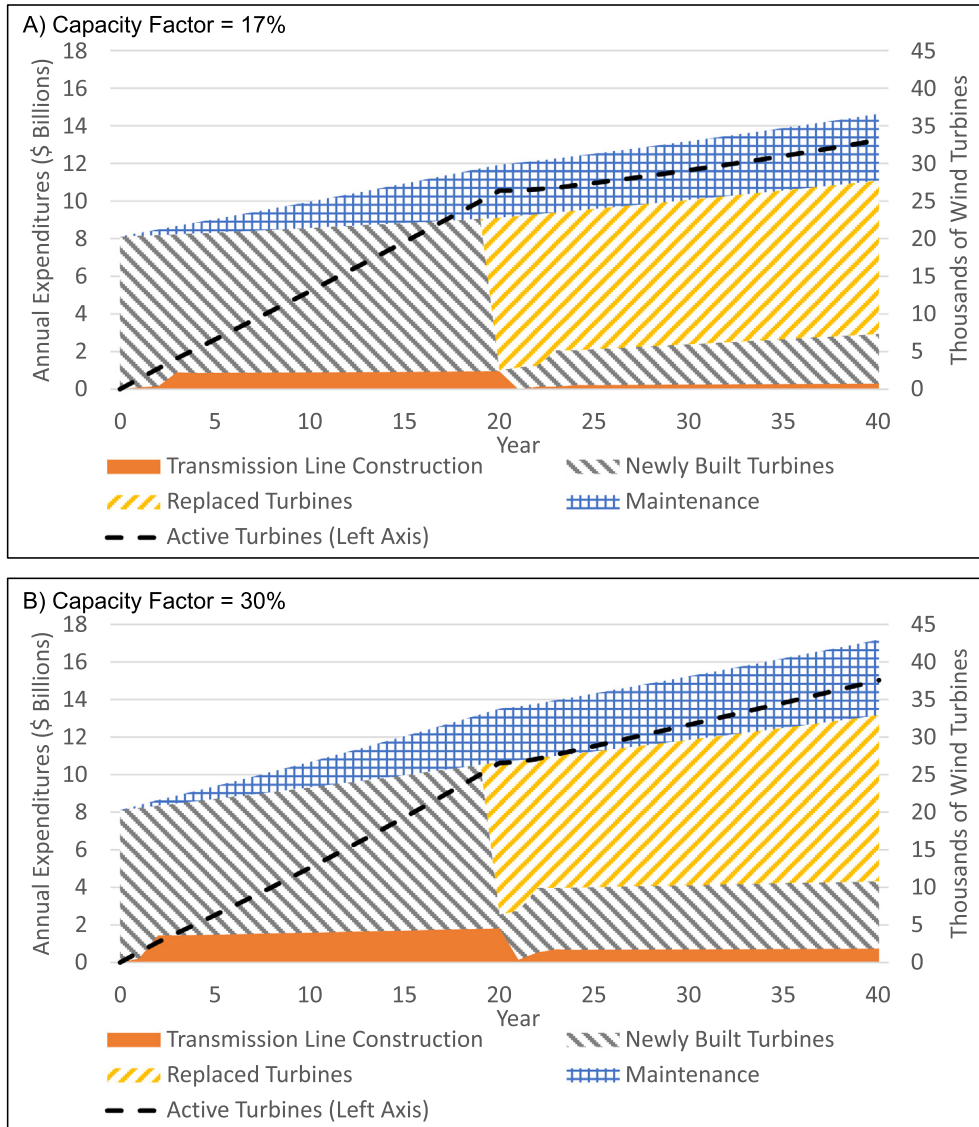 A) Capacity Factor = 17%
Annual Expenditures ($ Billions)
18
16
14
12
10
8
6
4
2
0
45
40
35
30
25
20
15
10
5
0
Thousands of Wind Turbines
0 5 10 15 20 25 30 35 40
Year
Transmission Line Construction Newly Built Turbines
Replaced Turbines Maintenance
Active Turbines (Left Axis)
B) Capacity Factor = 30%
Annual Expenditures ($ Billions)
18
16
14
12
10
8
6
4
2
0
45
40
35
30
25
20
15
10
5
0
Thousands of Wind Turbines
0 5 10 15 20 25 30 35 40
Year
Transmission Line Construction Newly Built Turbines
Replaced Turbines Maintenance
Active Turbines (Left Axis)